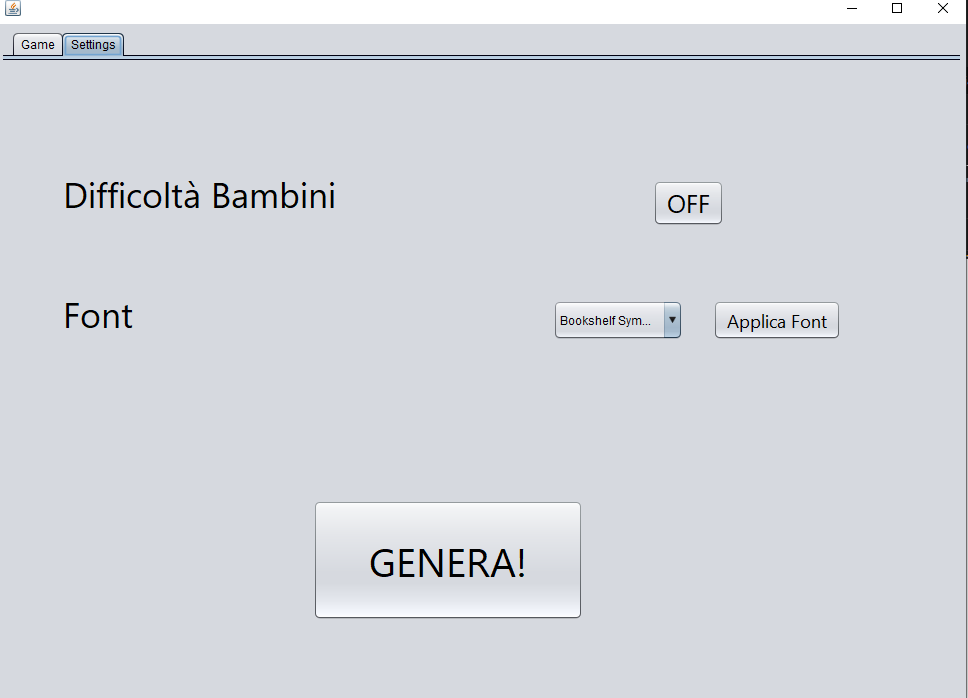 Game Settings
Difficoltà Bambini OFF
Font Bookshelf Sym... Applica Font
GENERA!